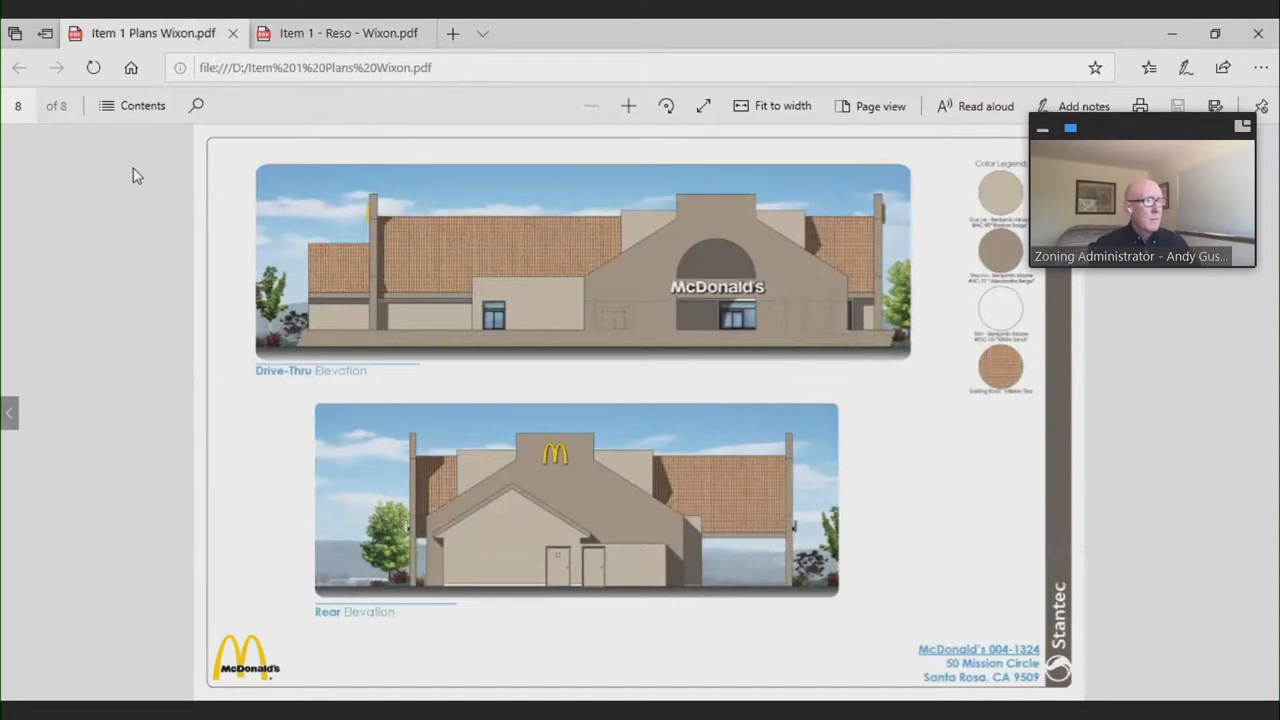 Item 1 Plans Wixon.pdf
Item 1 - Reso - Wixon.pdf
file:///D:/Item%201%20Plans%20Wixon.pdf
8 of 8
Contents
Fit to width
Page view
Read aloud
Add notes
Color Legend
Zoning Administrator - Andy Gus...
McDonald's
Drive-Thru Elevation
Rear Elevation
McDonald's
Stantec
McDonald's 004-1324
50 Mission Circle
Santa Rosa, CA 9509